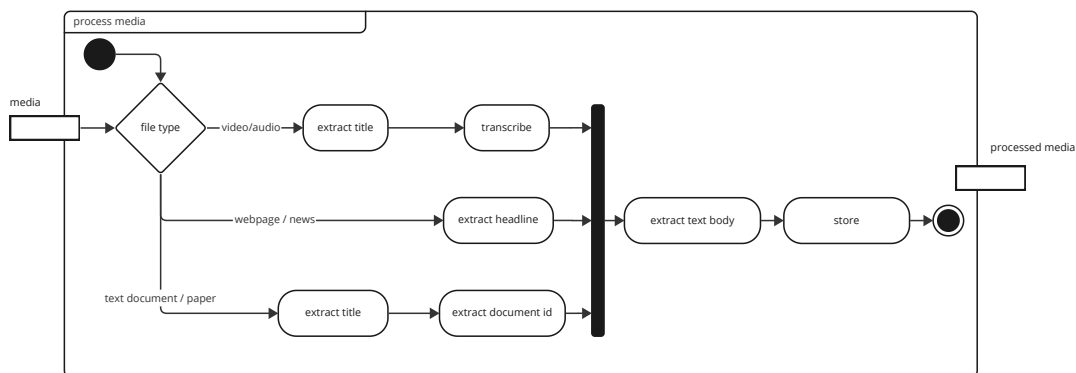 process media
media
file type
video/audio
extract title
transcribe
processed media
webpage / news
extract headline
extract text body
store
text document / paper
extract title
extract document id